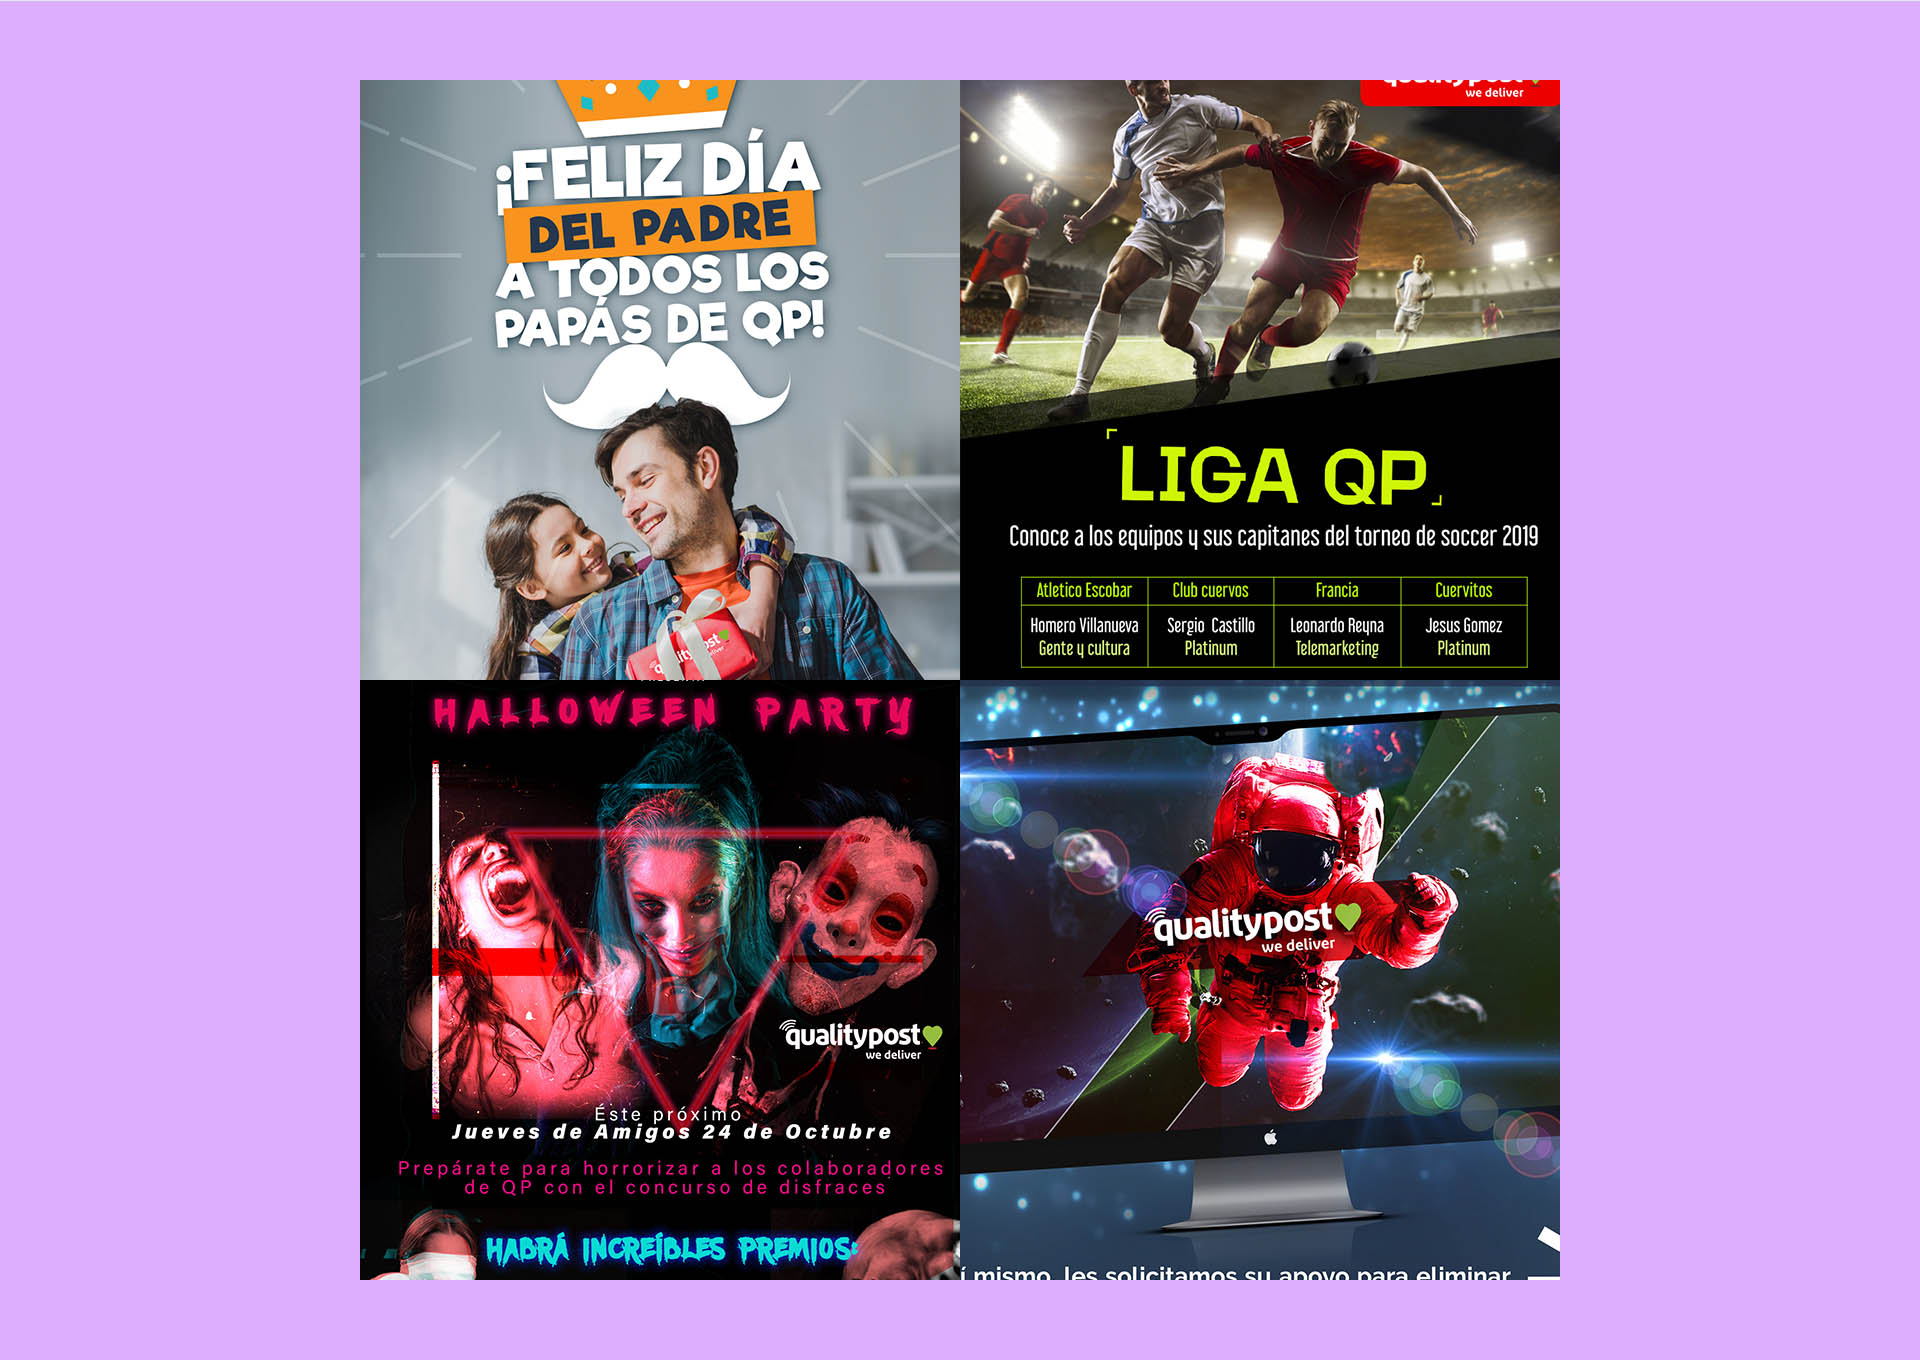 ¡FELIZ DÍA
DEL PADRE
A TODOS LOS
PAPÁS DE QP!
qualitypost
we deliver
LIGA QP
Conoce a los equipos y sus capitanes del torneo de soccer 2019
Atletico Escobar Club cuervos Francia Cuervitos
Homero Villanueva Sergio Castillo Leonardo Reyna Jesus Gomez
Gente y cultura Platinum Telemarketing Platinum
HALLOWEEN PARTY
qualitypost
we deliver
Éste próximo
Jueves de Amigos 24 de Octubre
Prepárate para horrorizar a los colaboradores
de QP con el concurso de disfraces
HABRÁ INCREÍBLES PREMIOS:
qualitypost
we deliver
í mismo, les solicitamos su apoyo para eliminar